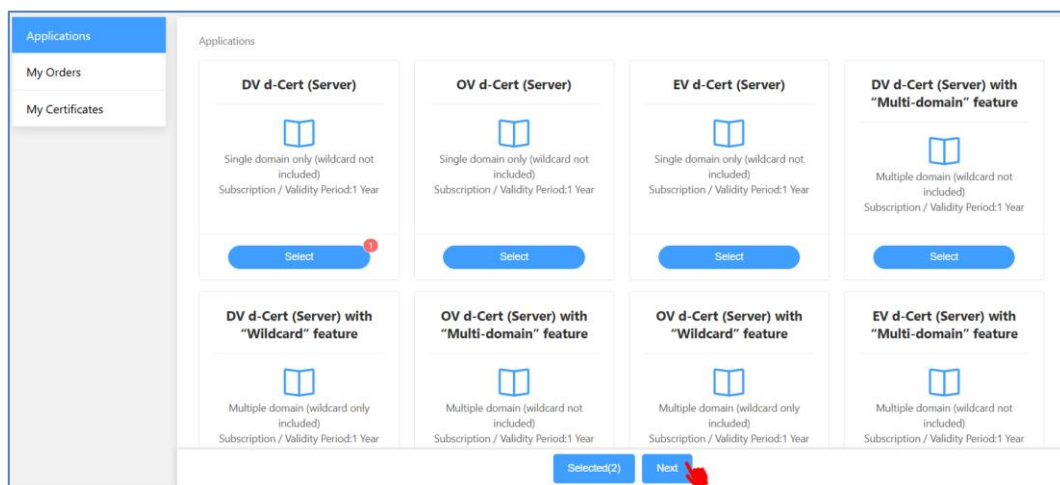 Applications
My Orders
My Certificates
Applications
DV d-Cert (Server)
Single domain only (wildcard not
included)
Subscription / Validity Period:1 Year
Select
1
OV d-Cert (Server)
Single domain only (wildcard not
included)
Subscription / Validity Period:1 Year
Select
EV d-Cert (Server)
Single domain only (wildcard not
included)
Subscription / Validity Period:1 Year
Select
DV d-Cert (Server) with
“Multi-domain” feature
Multiple domain (wildcard not
included)
Subscription / Validity Period:1 Year
Select
DV d-Cert (Server) with
“Wildcard” feature
Multiple domain (wildcard only
included)
Subscription / Validity Period:1 Year
OV d-Cert (Server) with
“Multi-domain” feature
Multiple domain (wildcard not
included)
Subscription / Validity Period:1 Year
OV d-Cert (Server) with
“Wildcard” feature
Multiple domain (wildcard only
included)
Subscription / Validity Period:1 Year
EV d-Cert (Server) with
“Multi-domain” feature
Multiple domain (wildcard not
included)
Subscription / Validity Period:1 Year
Selected(2)
Next